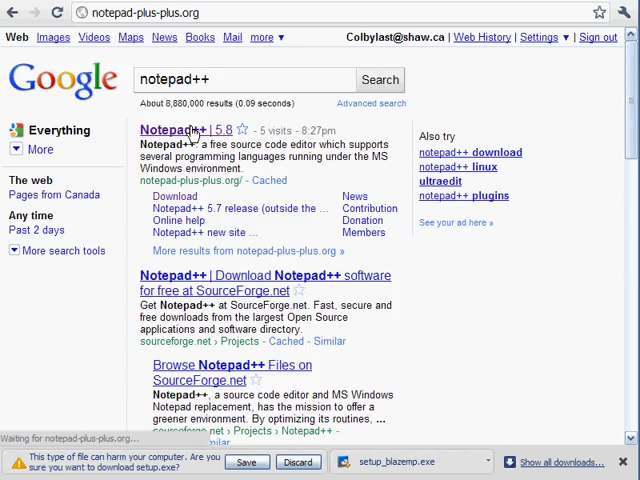 notepad-plus-plus.org
Web Images Videos Maps News Books Mail more ▼ Colbylast@shaw.ca | Web History | Settings ▼ | Sign out
Google
notepad++ Search
About 8,880,000 results (0.09 seconds) Advanced search
Everything
More
The web
Pages from Canada
Any time
Past 2 days
More search tools
Notepad++ | 5.8 - 5 visits - 8:27pm
Notepad++, a free source code editor which supports
several programming languages running under the MS
Windows environment.
notepad-plus-plus.org/ - Cached
Download News
Notepad++ 5.7 release (outside the ... Contribution
Online help Donation
Notepad++ new site ... Members
More results from notepad-plus-plus.org »
Notepad++ | Download Notepad++ software
for free at SourceForge.net
Get Notepad++ at SourceForge.net. Fast, secure and
free downloads from the largest Open Source
applications and software directory.
sourceforge.net › Projects - Cached - Similar
Browse Notepad++ Files on
SourceForge.net
Notepad++, a source code editor and MS Windows
Notepad replacement, has the mission to offer a
greener environment. By optimizing its routines, ...
sourceforge.net › Projects › Notepad++ -
Also try
notepad++ download
notepad++ linux
ultraedit
notepad++ plugins
See your ad here »
Waiting for notepad-plus-plus.org...
This type of file can harm your computer. Are you
sure you want to download setup.exe?
Save Discard
setup_blazemp.exe
Show all downloads...